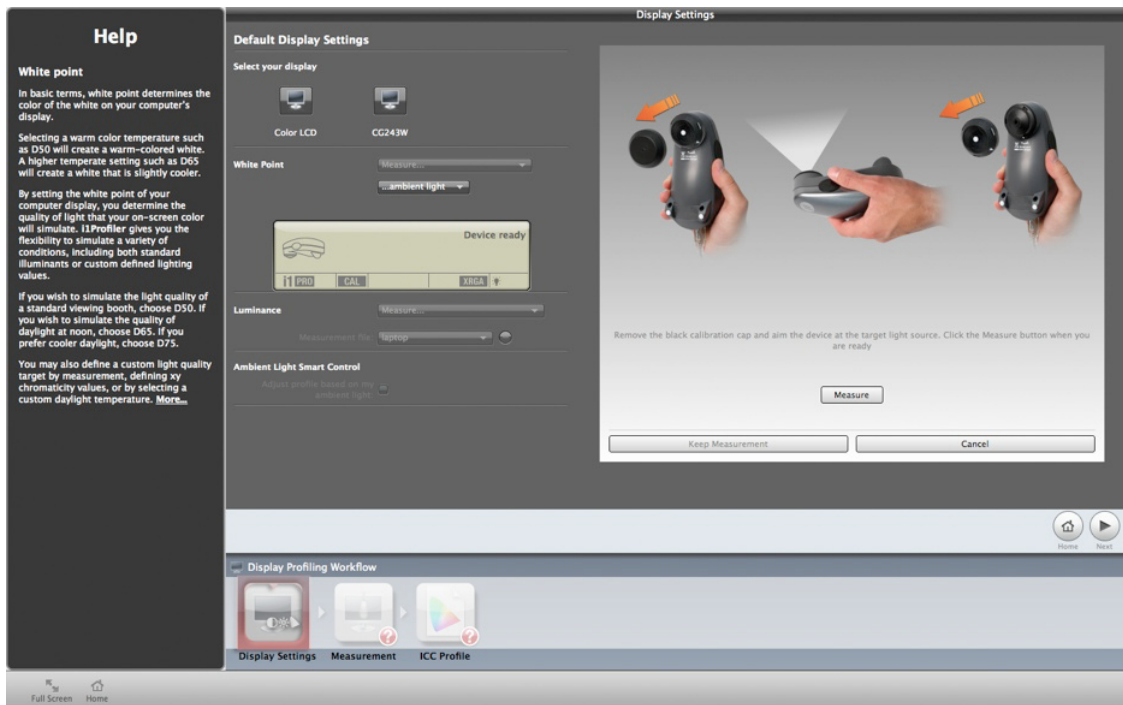 Display Settings
Help
White point
In basic terms, white point determines the
color of the white on your computer's
display.
Selecting a warm color temperature such
as D50 will create a warm-colored white.
A higher temperate setting such as D65
will create a white that is slightly cooler.
By setting the white point of your
computer display, you determine the
quality of light that your on-screen color
will simulate. i1Profiler gives you the
flexibility to simulate a variety of
conditions, including both standard
illuminants or custom defined lighting
values.
If you wish to simulate the light quality of
a standard viewing booth, choose D50. If
you wish to simulate the quality of
daylight at noon, choose D65. If you
prefer cooler daylight, choose D75.
You may also define a custom light quality
target by measurement, defining xy
chromaticity values, or by selecting a
custom daylight temperature. More...
Default Display Settings
Select your display
Color LCD
CG243W
White Point
Measure...
...ambient light
Device ready
i1 PRO
CAL
XRGA
Luminance
Measure...
Measurement file
laptop
Ambient Light Smart Control
Adjust profile based on my
ambient light
Remove the black calibration cap and aim the device at the target light source. Click the Measure button when you
are ready
Measure
Keep Measurement
Cancel
Home
Next
Display Profiling Workflow
Display Settings
Measurement
ICC Profile
Full Screen
Home